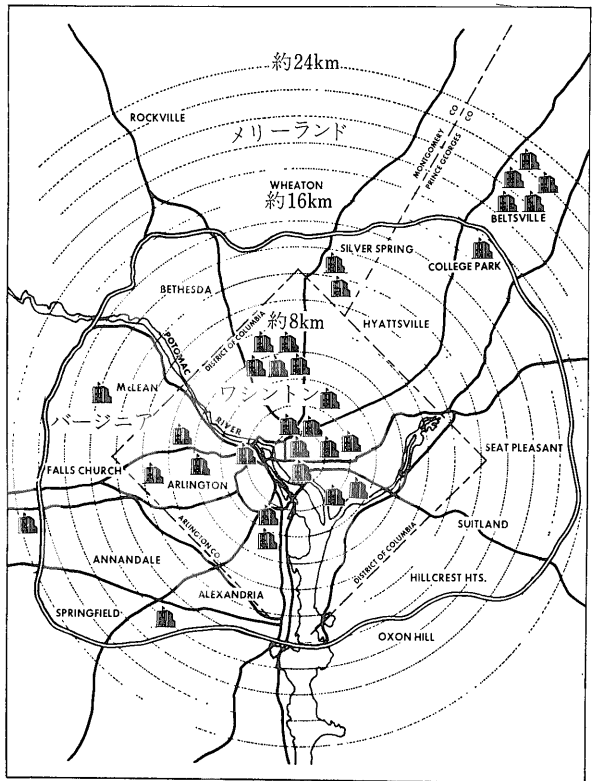 約24km
ROCKVILLE
メリーランド
MONTGOMERY CO
PRINCE GEORGES CO
WHEATON
約16km
BELTSVILLE
SILVER SPRING
COLLEGE PARK
BETHESDA
約8km
HYATTSVILLE
DISTRICT OF COLUMBIA
POTOMAC
RIVER
McLEAN
ワシントン
バージニア
SEAT PLEASANT
FALLS CHURCH
ARLINGTON
ARLINGTON CO
SUITLAND
DISTRICT OF COLUMBIA
ANNANDALE
HILLCREST HTS.
ALEXANDRIA
SPRINGFIELD
OXON HILL